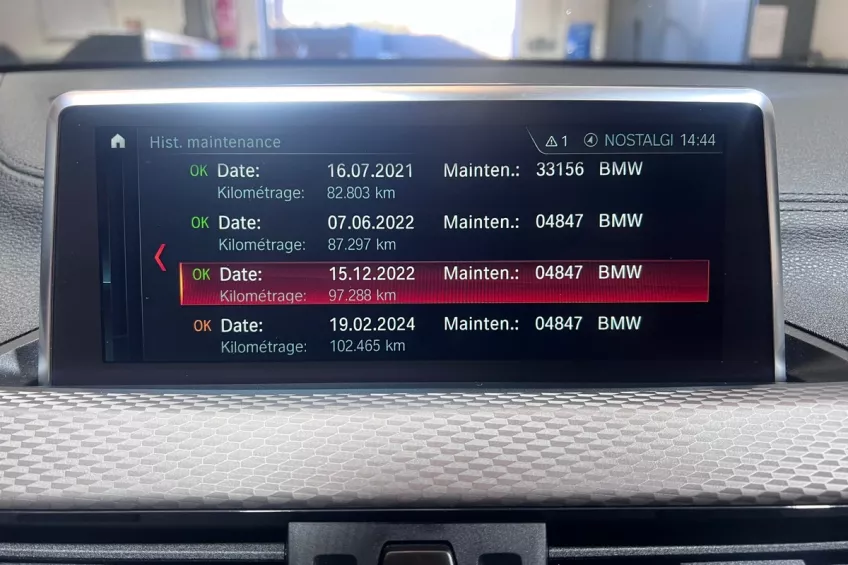 Hist. maintenance 1 NOSTALGI 14:44
OK Date: 16.07.2021 Mainten.: 33156 BMW
Kilométrage: 82.803 km
OK Date: 07.06.2022 Mainten.: 04847 BMW
Kilométrage: 87.297 km
OK Date: 15.12.2022 Mainten.: 04847 BMW
Kilométrage: 97.288 km
OK Date: 19.02.2024 Mainten.: 04847 BMW
Kilométrage: 102.465 km